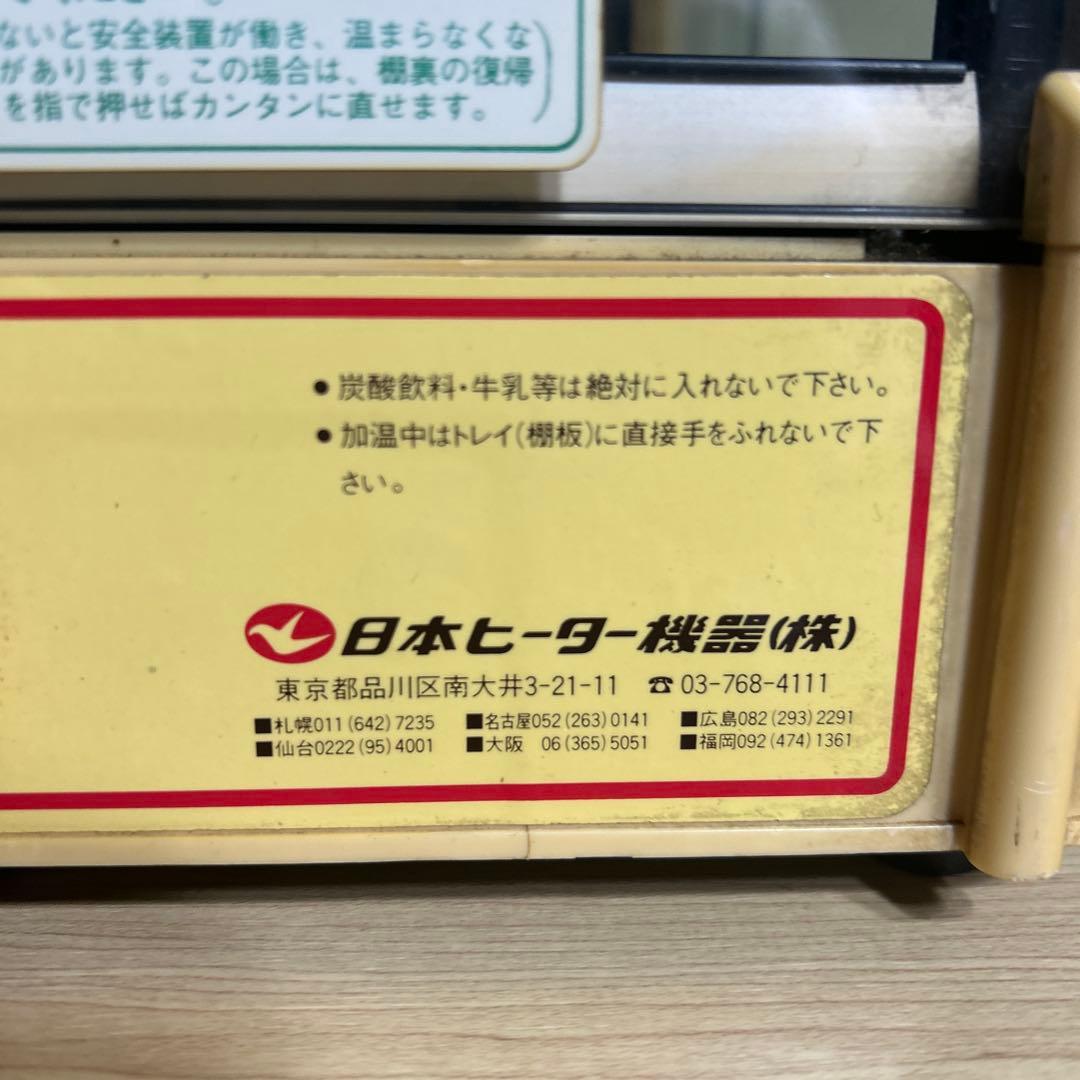 ないと安全装置が働き、温まらなくな
があります。この場合は、棚裏の復帰
を指で押せばカンタンに直せます。
●炭酸飲料・牛乳等は絶対に入れないで下さい。
●加温中はトレイ(棚板)に直接手をふれないで下
さい。
日本ヒーター機器(株)
東京都品川区南大井3-21-11 ☎03-768-4111
■札幌011(642)7235 ■名古屋052(263)0141 ■広島082(293)2291
■仙台0222(95)4001 ■大阪 06(365)5051 ■福岡092(474)1361